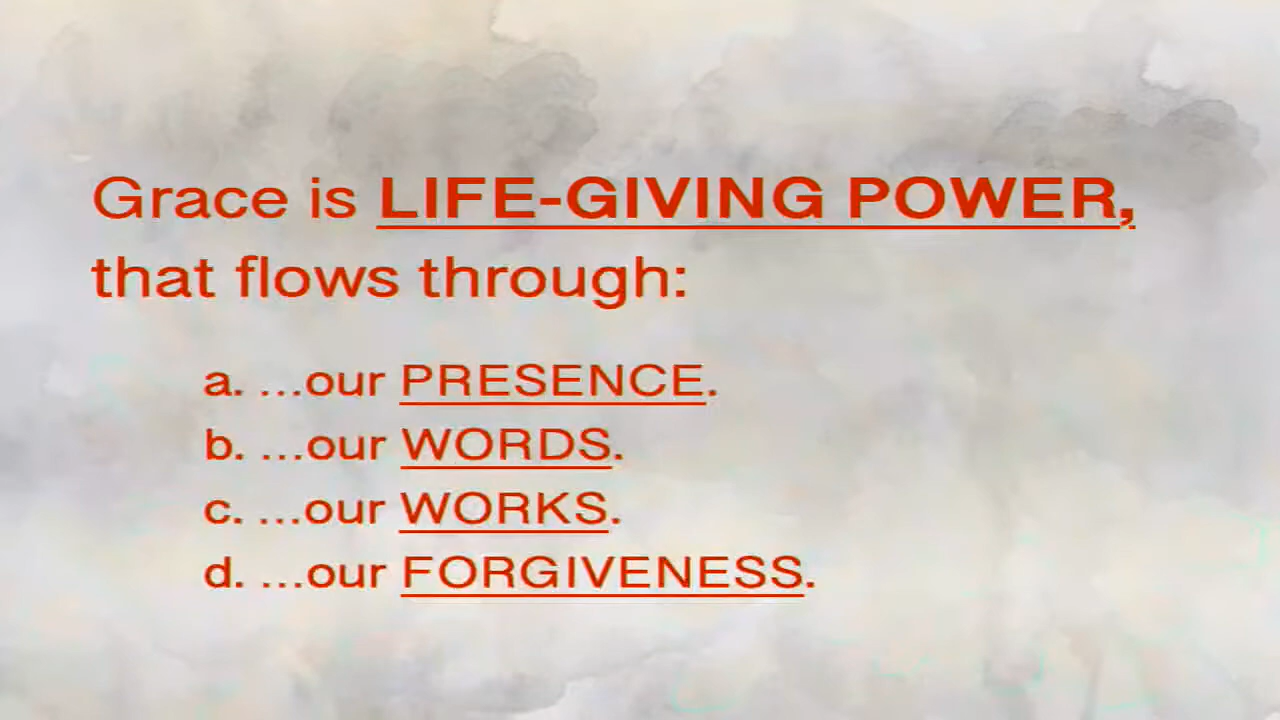 Grace is LIFE-GIVING POWER,
that flows through:
a. ...our PRESENCE.
b. ...our WORDS.
c. ...our WORKS.
d. ...our FORGIVENESS.